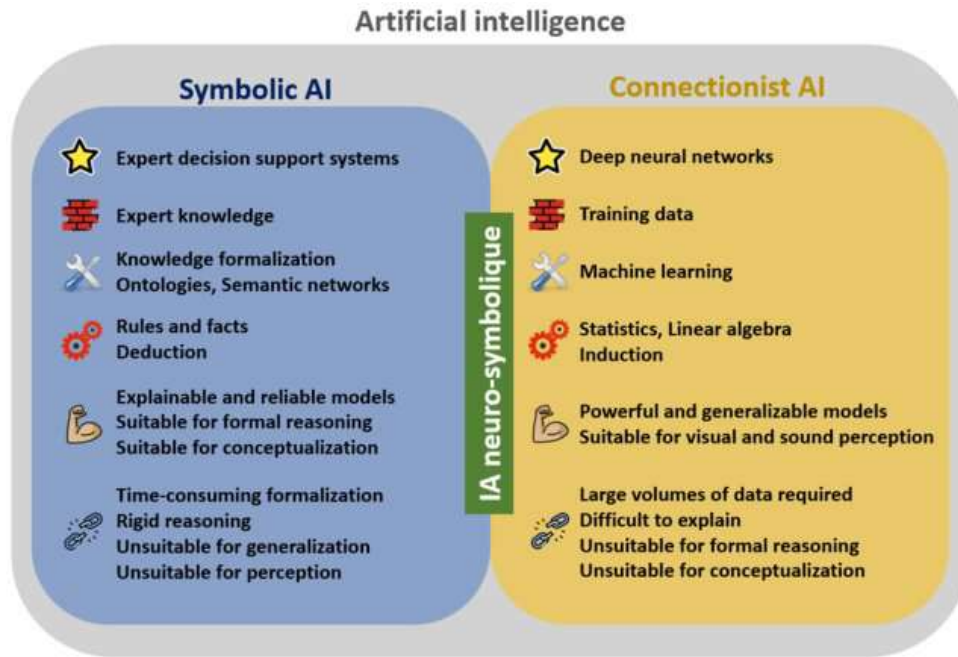 Artificial intelligence
Symbolic AI
Expert decision support systems
Expert knowledge
Knowledge formalization
Ontologies, Semantic networks
Rules and facts
Deduction
Explainable and reliable models
Suitable for formal reasoning
Suitable for conceptualization
Time-consuming formalization
Rigid reasoning
Unsuitable for generalization
Unsuitable for perception
IA neuro-symbolique
Connectionist AI
Deep neural networks
Training data
Machine learning
Statistics, Linear algebra
Induction
Powerful and generalizable models
Suitable for visual and sound perception
Large volumes of data required
Difficult to explain
Unsuitable for formal reasoning
Unsuitable for conceptualization